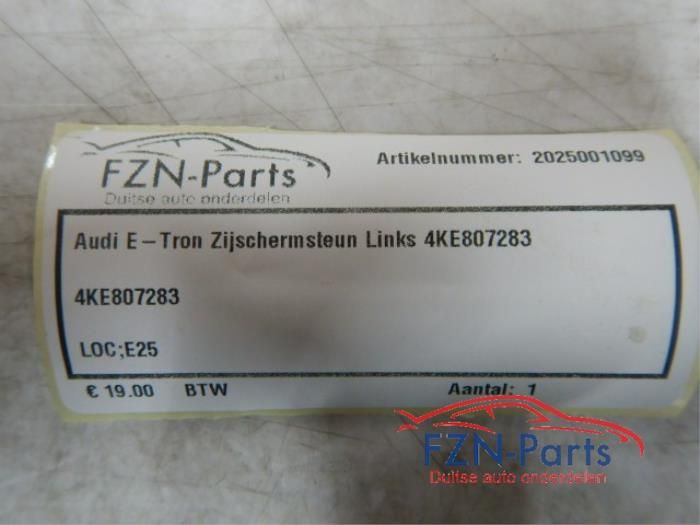 FZN-Parts
Duitse auto onderdelen
Artikelnummer: 2025001099
Audi E-Tron Zijschermsteun Links 4KE807283
4KE807283
LOC;E25
€ 19.00 BTW Aantal: 1
FZN-Parts
Duitse auto onderdelen